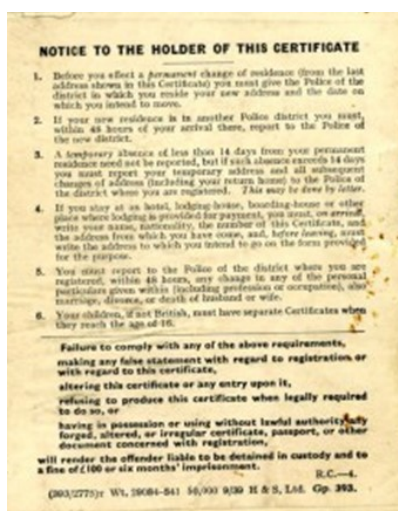 NOTICE TO THE HOLDER OF THIS CERTIFICATE
1. Before you effect a permanent change of residence (from the last
address shown in this Certificate) you must give the Police of the
district in which you reside your new address and the date on
which you intend to move.
2. If your new residence is in another Police district you must,
within 48 hours of your arrival there, report to the Police of
the new district.
3. A temporary absence of less than 14 days from your permanent
residence need not be reported, but if such absence exceeds 14 days
you must report your temporary address and all subsequent
changes of address (including your return home) to the Police of
the district where you are registered. This may be done by letter.
4. If you stay at an hotel, lodging-house, boarding-house or other
place where lodging is provided for payment, you must, on arrival,
write your name, nationality, the number of this Certificate, and
the address from which you have come, and, before leaving, must
write the address to which you intend to go on the form provided
for the purpose.
5. You must report to the Police of the district where you are
registered, within 48 hours, any change in any of the personal
particulars given within (including profession or occupation), also
marriage, divorce, or death of husband or wife.
6. Your children, if not British, must have separate Certificates when
they reach the age of 16.
Failure to comply with any of the above requirements,
making any false statement with regard to registration or
with regard to this certificate,
altering this certificate or any entry upon it,
refusing to produce this certificate when legally required
to do so, or
having in possession or using without lawful authority any
forged, altered, or irregular certificate, passport, or other
document concerned with registration,
will render the offender liable to be detained in custody and to
a fine of £100 or six months' imprisonment.
R.C.—4.
(393/2775)r Wt. 29084—841 50,000 9/39 H & S, Ltd. Gp. 393.